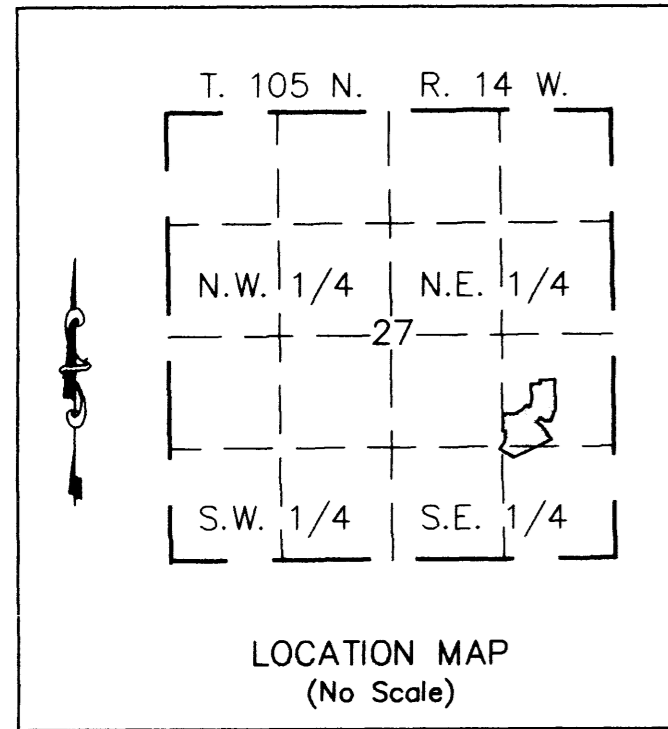 T. 105 N. R. 14 W.
N.W. 1/4 N.E. 1/4
27
S.W. 1/4 S.E. 1/4
LOCATION MAP
(No Scale)